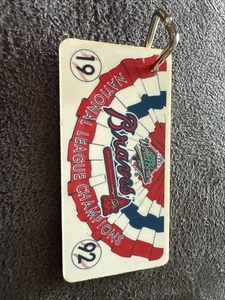 19
NATIONAL LEAGUE CHAMPIONS
Braves
92